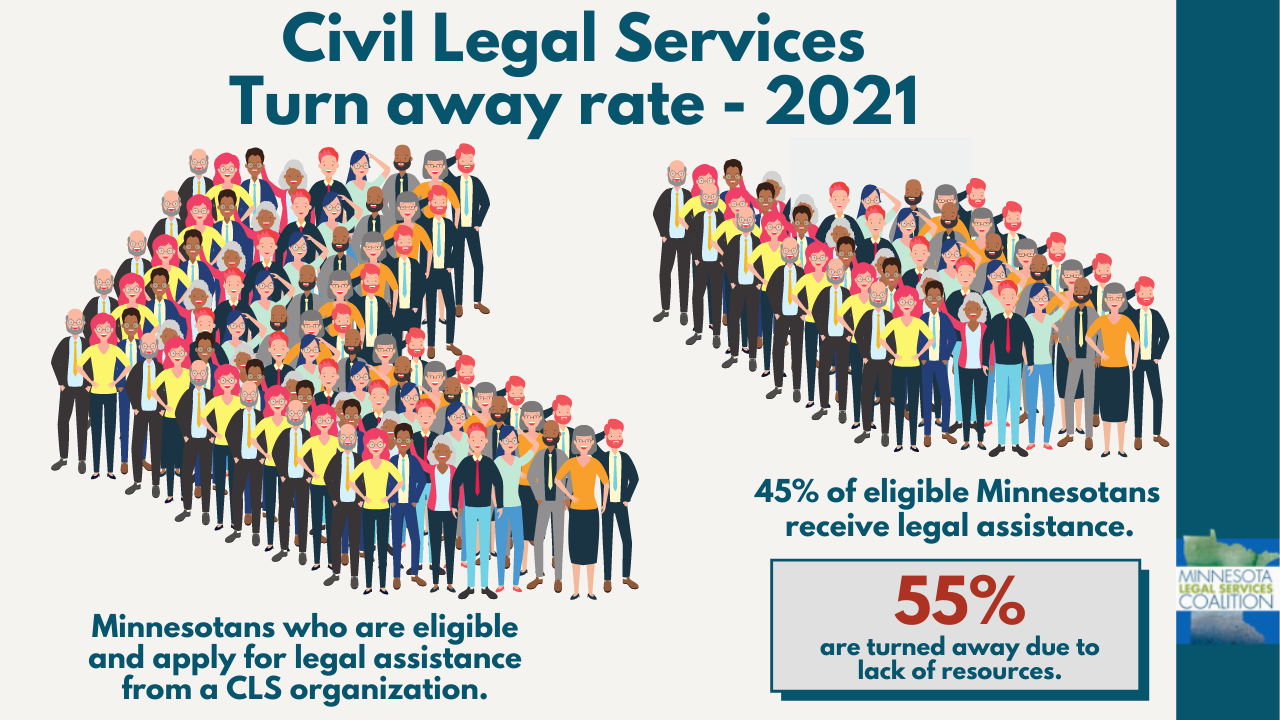 Civil Legal Services
Turn away rate - 2021
Minnesotans who are eligible
and apply for legal assistance
from a CLS organization.
45% of eligible Minnesotans
receive legal assistance.
55%
are turned away due to
lack of resources.
MINNESOTA
LEGAL SERVICES
COALITION